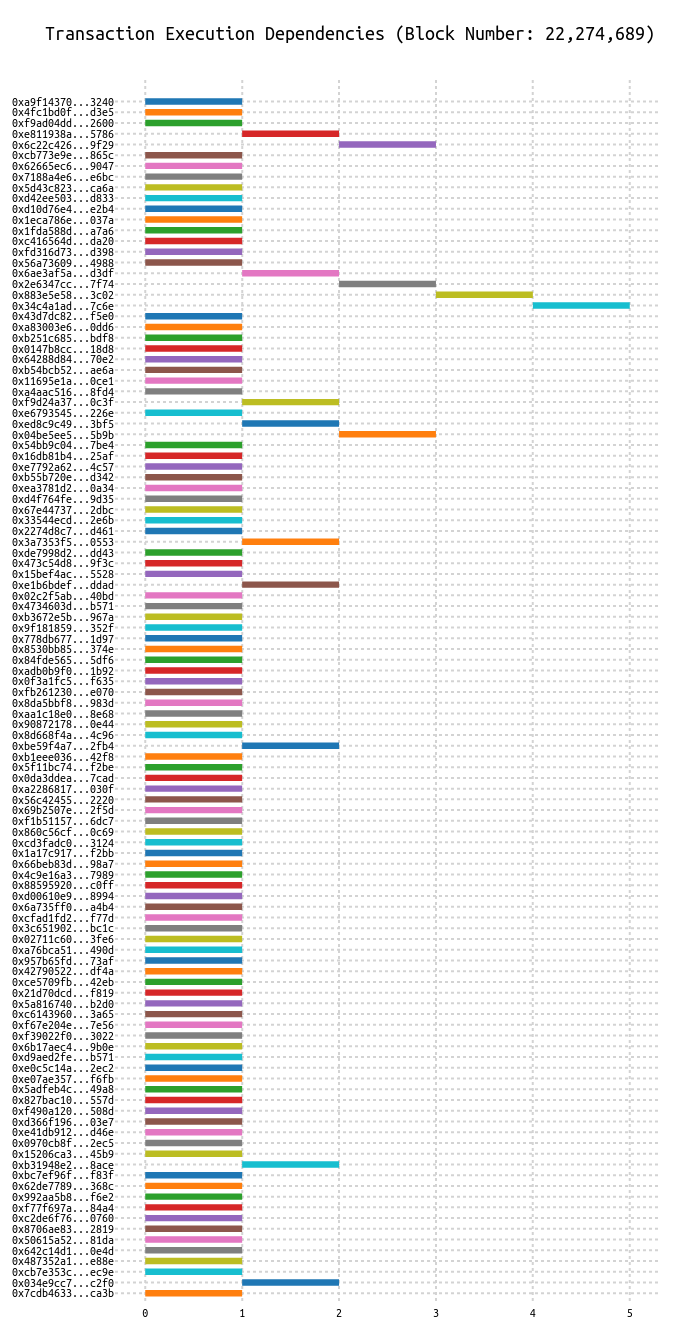 Transaction Execution Dependencies (Block Number: 22,274,689)
0xa9f14370...3240
0x4fc1bd0f...d3e5
0xf9ad04dd...2600
0xe811938a...5786
0x6c22c426...9f29
0xcb773e9e...865c
0x62665ec6...9047
0x7188a4e6...e6bc
0x5d43c823...ca6a
0xd42ee503...d833
0xd10d76e4...e2b4
0x1eca786e...037a
0x1fda588d...a7a6
0xc416564d...da20
0xfd316d73...d398
0x56a73609...4988
0x6ae3af5a...d3df
0x2e6347cc...7f74
0x883e5e58...3c02
0x34c4a1ad...7c6e
0x43d7dc82...f5e0
0xa83003e6...0dd6
0xb251c685...bdf8
0x0147b8cc...18d8
0x64288d84...70e2
0xb54bcb52...ae6a
0x11695e1a...0ce1
0xa4aac516...8fd4
0xf9d24a37...0c3f
0xe6793545...226e
0xed8c9c49...3bf5
0x04be5ee5...5b9b
0x54bb9c04...7be4
0x16db81b4...25af
0xe7792a62...4c57
0xb55b720e...d342
0xea3781d2...0a34
0xd4f764fe...9d35
0x67e44737...2dbc
0x33544ecd...2e6b
0x2274d8c7...d461
0x3a7353f5...0553
0xde7998d2...dd43
0x473c54d8...9f3c
0x15bef4ac...5528
0xe1b6bdef...ddad
0x02c2f5ab...40bd
0x4734603d...b571
0xb3672e5b...967a
0x9f181859...352f
0x778db677...1d97
0x8530bb85...374e
0x84fde565...5df6
0xadb0b9f0...1b92
0x0f3a1fc5...f635
0xfb261230...e070
0x8da5bbf8...983d
0xaa1c18e0...8e68
0x90872178...0e44
0x8d668f4a...4c96
0xbe59f4a7...2fb4
0xb1eee036...42f8
0x5f11bc74...f2be
0x0da3ddea...7cad
0xa2286817...030f
0x56c42455...2220
0x69b2507e...2f5d
0xf1b51157...6dc7
0x860c56cf...0c69
0xcd3fadc0...3124
0x1a17c917...f2bb
0x66beb83d...98a7
0x4c9e16a3...7989
0x88595920...c0ff
0xd00610e9...8994
0x6a735ff0...a4b4
0xcfad1fd2...f77d
0x3c651902...bc1c
0x02711c60...3fe6
0xa76bca51...490d
0x957b65fd...73af
0x42790522...df4a
0xce5709fb...42eb
0x21d70dcd...f819
0x5a816740...b2d0
0xc6143960...3a65
0xf67e204e...7e56
0xf39022f0...3022
0x6b17aec4...9b0e
0xd9aed2fe...b571
0xe0c5c14a...2ec2
0xe07ae357...f6fb
0x5adfeb4c...49a8
0x827bac10...557d
0xf490a120...508d
0xd366f196...03e7
0xe41db912...d46e
0x0970cb8f...2ec5
0x15206ca3...45b9
0xb31948e2...8ace
0xbc7ef96f...f83f
0x62de7789...368c
0x992aa5b8...f6e2
0xf77f697a...84a4
0xc2de6f76...0760
0x8706ae83...2819
0x50615a52...81da
0x642c14d1...0e4d
0x487352a1...e88e
0xcb7e353c...ec9e
0x034e9cc7...c2f0
0x7cdb4633...ca3b
0 1 2 3 4 5